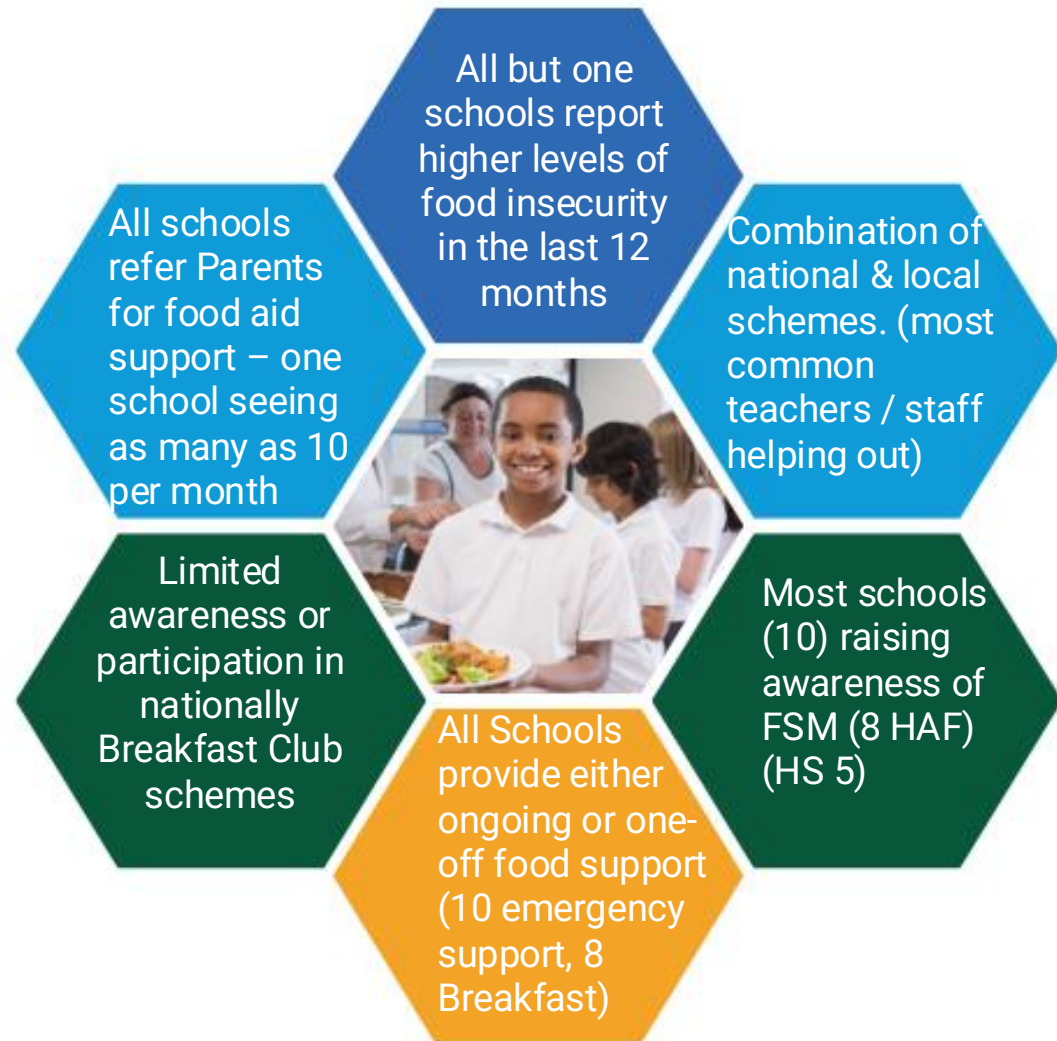 All but one
schools report
higher levels of
food insecurity
in the last 12
months
All schools
refer Parents
for food aid
support – one
school seeing
as many as 10
per month
Combination of
national & local
schemes. (most
common
teachers / staff
helping out)
Limited
awareness or
participation in
nationally
Breakfast Club
schemes
Most schools
(10) raising
awareness of
FSM (8 HAF)
(HS 5)
All Schools
provide either
ongoing or one-
off food support
(10 emergency
support, 8
Breakfast)